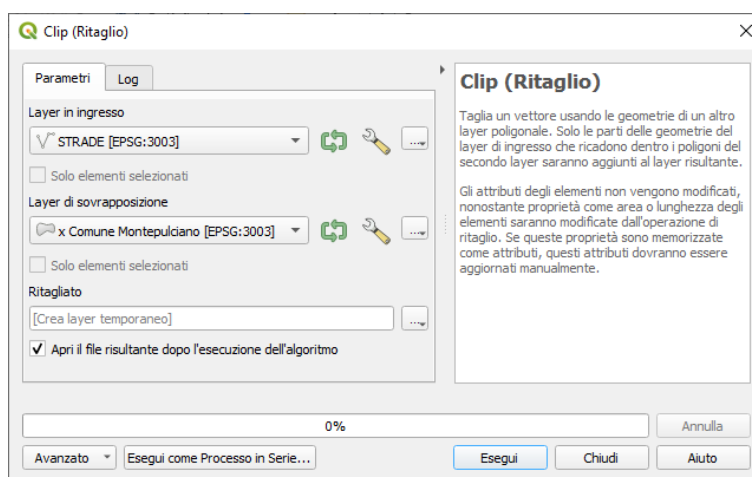 Clip (Ritaglio)
Parametri
Log
Layer in ingresso
STRADE [EPSG:3003]
Solo elementi selezionati
Layer di sovrapposizione
x Comune Montepulciano [EPSG:3003]
Solo elementi selezionati
Ritagliato
[Crea layer temporaneo]
Apri il file risultante dopo l'esecuzione dell'algoritmo
Clip (Ritaglio)
Taglia un vettore usando le geometrie di un altro
layer poligonale. Solo le parti delle geometrie del
layer di ingresso che ricadono dentro i poligoni del
secondo layer saranno aggiunti al layer risultante.
Gli attributi degli elementi non vengono modificati,
nonostante proprietà come area o lunghezza degli
elementi saranno modificate dall'operazione di
ritaglio. Se queste proprietà sono memorizzate
come attributi, questi attributi dovranno essere
aggiornati manualmente.
0%
Annulla
Avanzato
Esegui come Processo in Serie...
Esegui
Chiudi
Aiuto